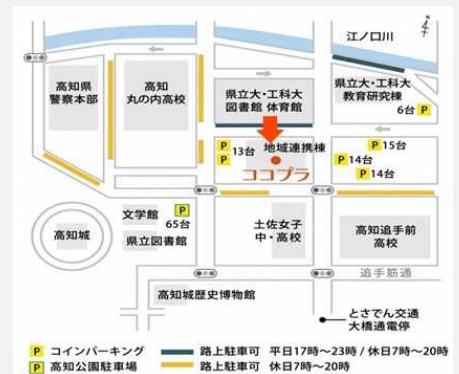 N
江ノ口川
高知県
警察本部
高知
丸の内高校
県立大・工科大
図書館 体育館
県立大・工科大
教育研究棟
6台 P
P
P
13台
地域連携棟
ココプラ
P 15台
P 14台
P 14台
高知城
文学館
P
65台
県立図書館
土佐女子
中・高校
高知追手前
高校
追手筋通
高知城歴史博物館
とさでん交通
大橋通電停
P コインパーキング
路上駐車可 平日17時～23時 / 休日7時～20時
P 高知公園駐車場
路上駐車可 休日7時～20時